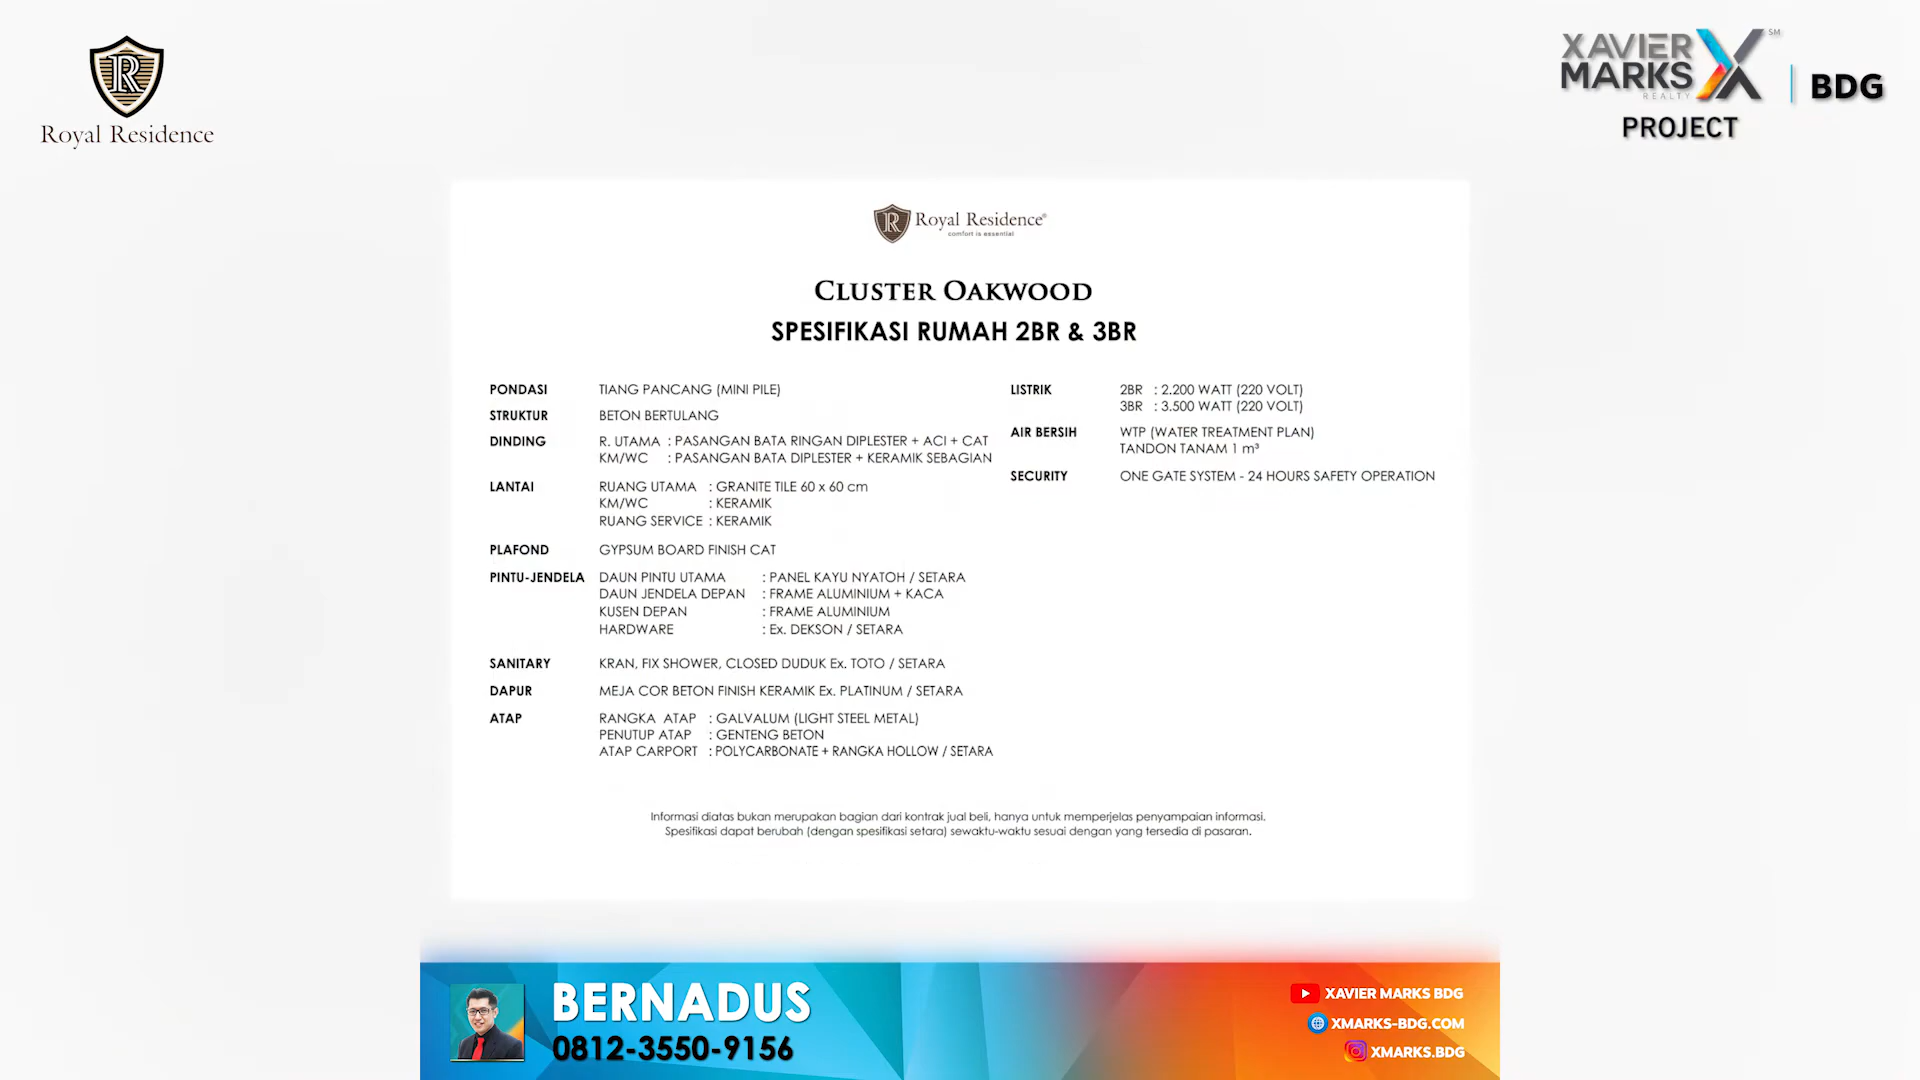 R
Royal Residence
XAVIER
MARKS
REALTY
SM
BDG
PROJECT
R Royal Residence®
comfort is essential
CLUSTER OAKWOOD
SPESIFIKASI RUMAH 2BR & 3BR
PONDASI TIANG PANCANG (MINI PILE)
STRUKTUR BETON BERTULANG
DINDING R. UTAMA : PASANGAN BATA RINGAN DIPLESTER + ACI + CAT
KM/WC : PASANGAN BATA DIPLESTER + KERAMIK SEBAGIAN
LANTAI RUANG UTAMA : GRANITE TILE 60 x 60 cm
KM/WC : KERAMIK
RUANG SERVICE : KERAMIK
PLAFOND GYPSUM BOARD FINISH CAT
PINTU-JENDELA DAUN PINTU UTAMA : PANEL KAYU NYATOH / SETARA
DAUN JENDELA DEPAN : FRAME ALUMINIUM + KACA
KUSEN DEPAN : FRAME ALUMINIUM
HARDWARE : Ex. DEKSON / SETARA
SANITARY KRAN, FIX SHOWER, CLOSED DUDUK Ex. TOTO / SETARA
DAPUR MEJA COR BETON FINISH KERAMIK Ex. PLATINUM / SETARA
ATAP RANGKA ATAP : GALVALUM (LIGHT STEEL METAL)
PENUTUP ATAP : GENTENG BETON
ATAP CARPORT : POLYCARBONATE + RANGKA HOLLOW / SETARA
LISTRIK 2BR : 2.200 WATT (220 VOLT)
3BR : 3.500 WATT (220 VOLT)
AIR BERSIH WTP (WATER TREATMENT PLAN)
TANDON TANAM 1 m³
SECURITY ONE GATE SYSTEM - 24 HOURS SAFETY OPERATION
Informasi diatas bukan merupakan bagian dari kontrak jual beli, hanya untuk memperjelas penyampaian informasi.
Spesifikasi dapat berubah (dengan spesifikasi setara) sewaktu-waktu sesuai dengan yang tersedia di pasaran.
BERNADUS
0812-3550-9156
XAVIER MARKS BDG
XMARKS-BDG.COM
XMARKS.BDG